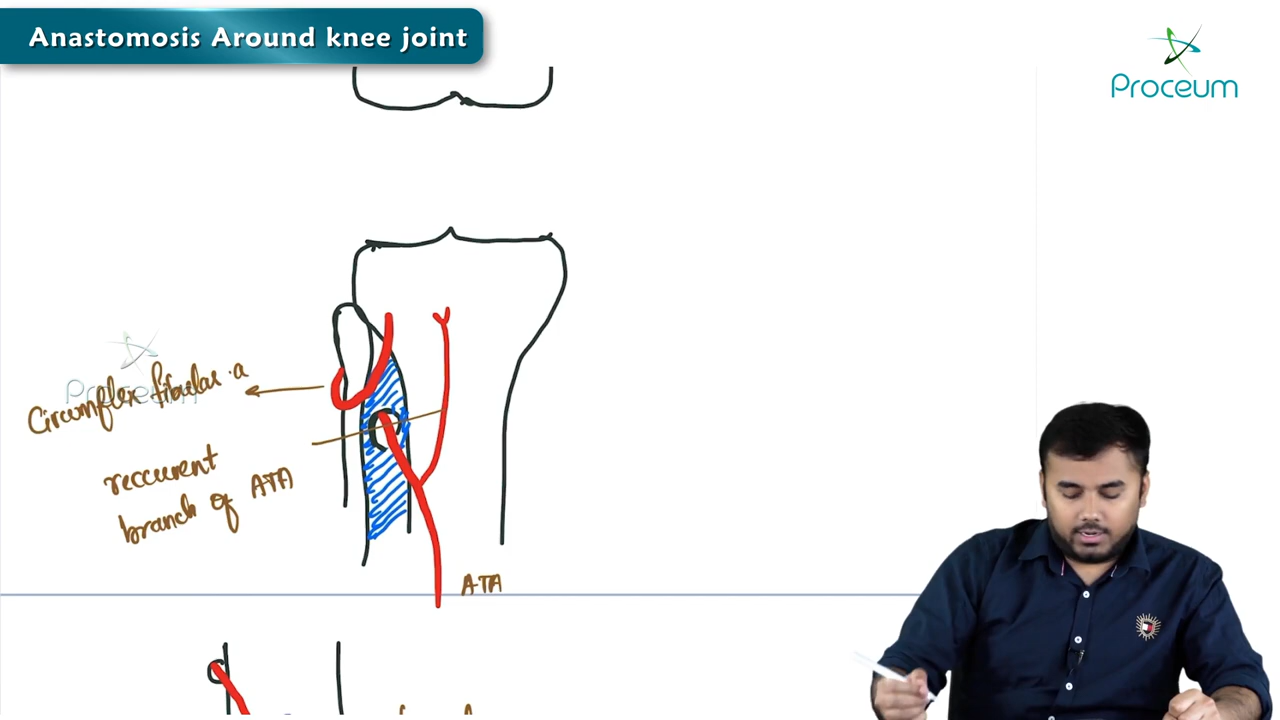 Anastomosis Around knee joint
Proceum
Circumflex fibular.a
reccurent
branch of ATA
ATA